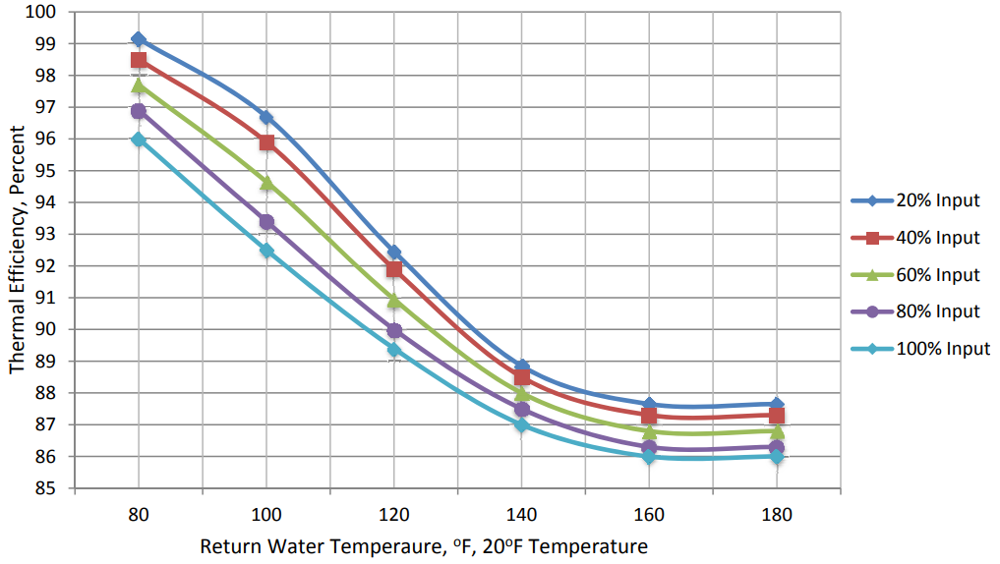 100
99
98
97
96
95
94
93
92
91
90
89
88
87
86
85
Thermal Efficiency, Percent
80 100 120 140 160 180
Return Water Temperaure, ºF, 20ºF Temperature
20% Input
40% Input
60% Input
80% Input
100% Input